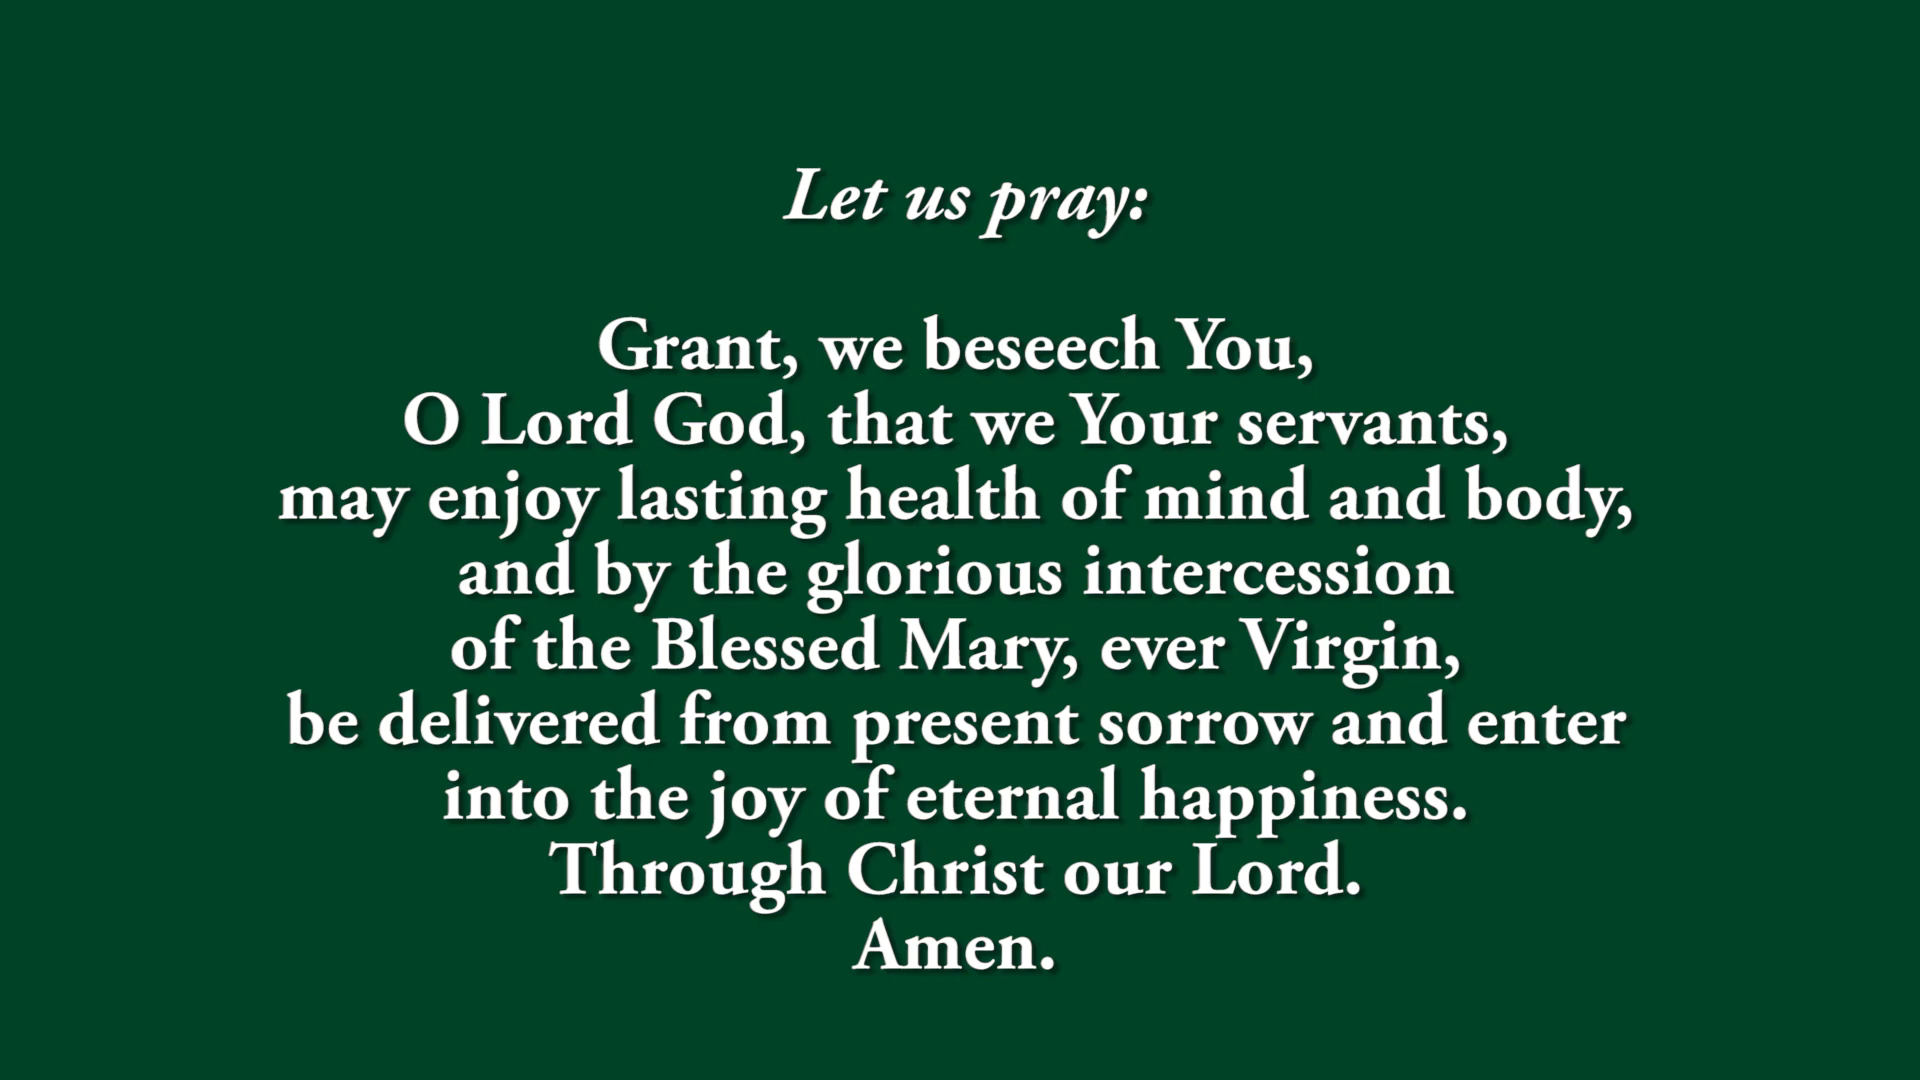 Let us pray:
Grant, we beseech You,
O Lord God, that we Your servants,
may enjoy lasting health of mind and body,
and by the glorious intercession
of the Blessed Mary, ever Virgin,
be delivered from present sorrow and enter
into the joy of eternal happiness.
Through Christ our Lord.
Amen.